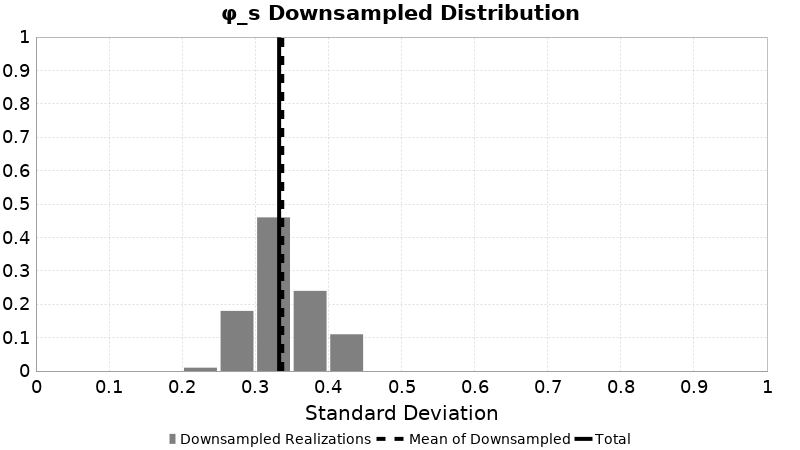 φ_s Downsampled Distribution
1
0.9
0.8
0.7
0.6
0.5
0.4
0.3
0.2
0.1
0
0 0.1 0.2 0.3 0.4 0.5 0.6 0.7 0.8 0.9 1
Standard Deviation
Downsampled Realizations Mean of Downsampled Total